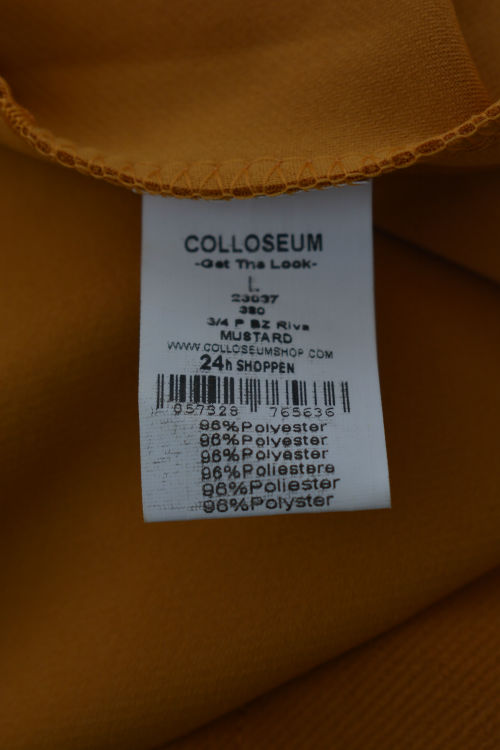 COLLOSEUM
-Get The Look-
L
23037
380
3/4 P BZ Riva
MUSTARD
WWW.COLLOSEUMSHOP.COM
24h SHOPPEN
057328 765636
96%Polyester
96%Polyester
96%Polyester
96%Poliestere
96%Poliester
96%Polyster